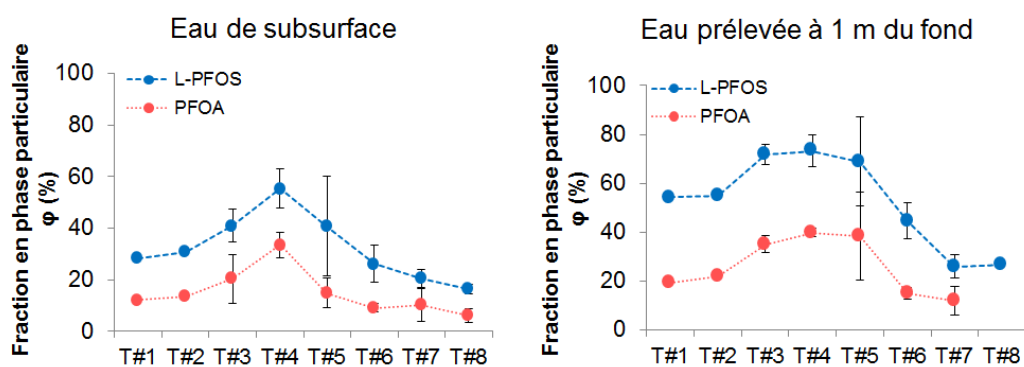 Eau de subsurface
Fraction en phase particulaire
φ (%)
100
80
60
40
20
0
L-PFOS
PFOA
T#1 T#2 T#3 T#4 T#5 T#6 T#7 T#8
Eau prélevée à 1 m du fond
Fraction en phase particulaire
φ (%)
100
80
60
40
20
0
L-PFOS
PFOA
T#1 T#2 T#3 T#4 T#5 T#6 T#7 T#8